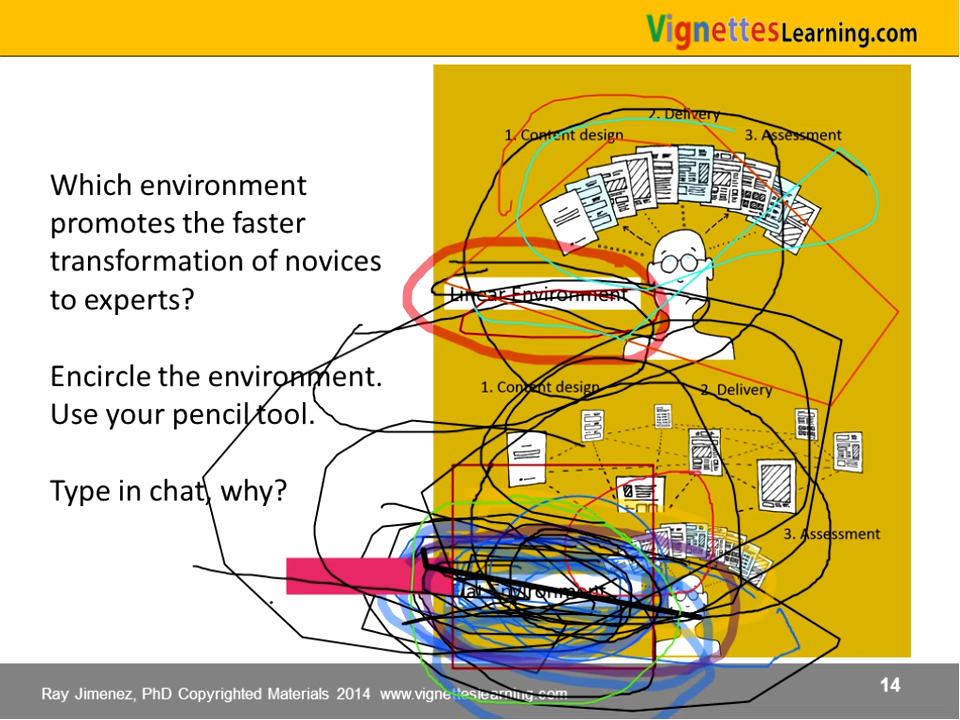 VignettesLearning.com
Which environment
promotes the faster
transformation of novices
to experts?
Encircle the environment.
Use your pencil tool.
Type in chat, why?
1. Content design
2. Delivery
3. Assessment
Linear Environment
1. Content design
2. Delivery
3. Assessment
Environment
Ray Jimenez, PhD Copyrighted Materials 2014 www.vignetteslearning.com
14